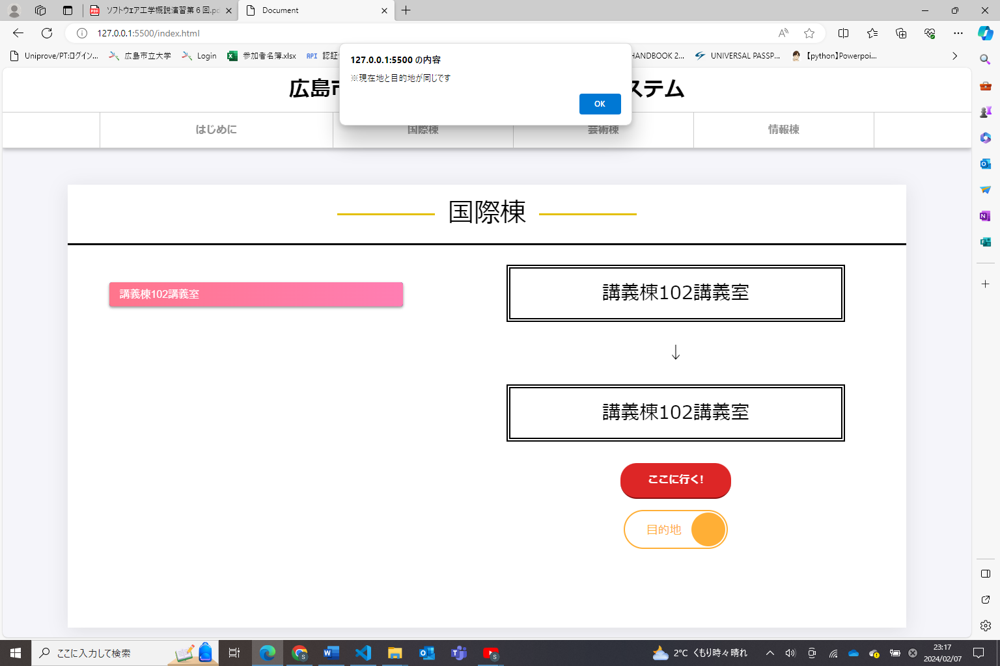 ソフトウェア工学概説演習第６回.pd
Document
127.0.0.1:5500/index.html
Uniprove/PT:ログイン...
広島市立大学
Login
参加者名簿.xlsx
API
認証
HANDBOOK 2...
UNIVERSAL PASSP...
【python】Powerpoi...
127.0.0.1:5500 の内容
※現在地と目的地が同じです
OK
広島市
ステム
はじめに
国際棟
芸術棟
情報棟
国際棟
講義棟102講義室
講義棟102講義室
↓
講義棟102講義室
ここに行く!
目的地
ここに入力して検索
2°C くもり時々晴れ
23:17
2024/02/07